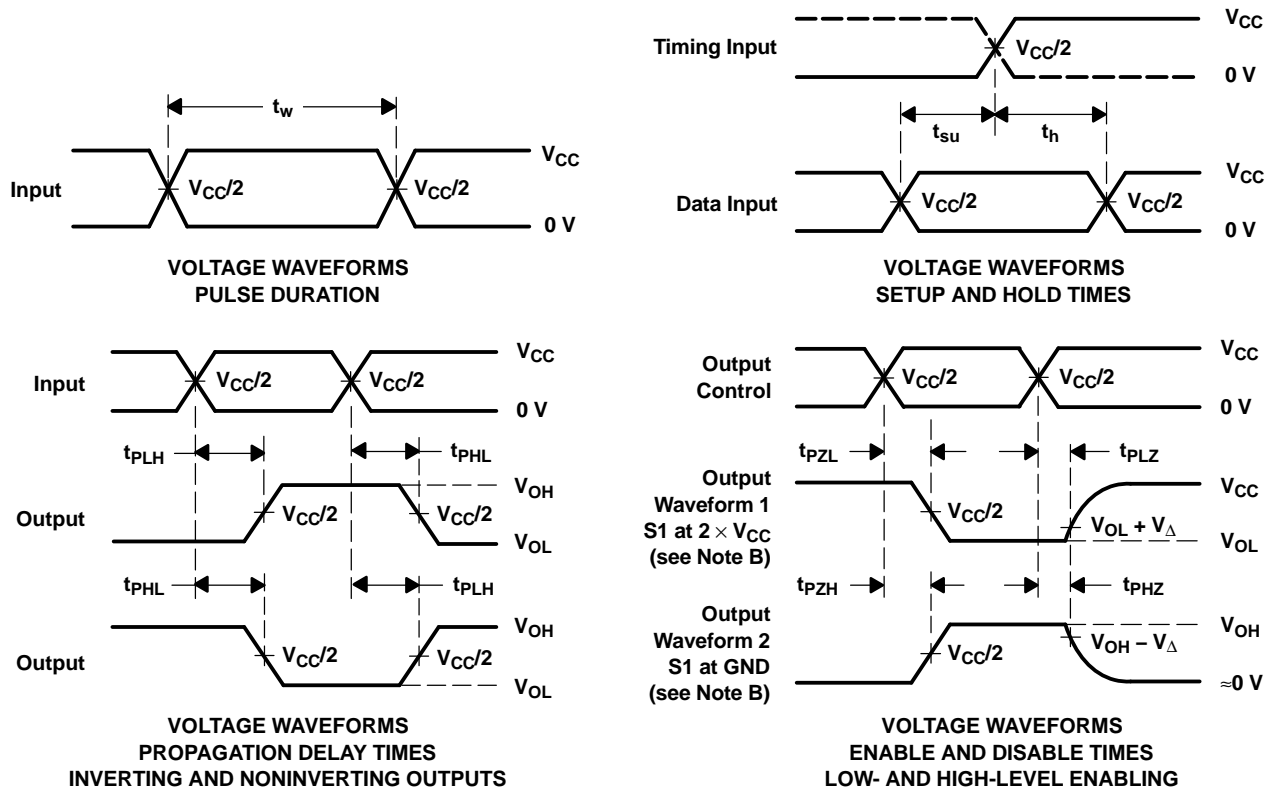 t_w
Input
V_CC
V_CC/2
V_CC/2
0 V
VOLTAGE WAVEFORMS
PULSE DURATION
Timing Input
V_CC
V_CC/2
0 V
t_su
t_h
Data Input
V_CC
V_CC/2
V_CC/2
0 V
VOLTAGE WAVEFORMS
SETUP AND HOLD TIMES
Input
V_CC
V_CC/2
V_CC/2
0 V
t_PLH
t_PHL
Output
V_OH
V_CC/2
V_CC/2
V_OL
t_PHL
t_PLH
Output
V_OH
V_CC/2
V_CC/2
V_OL
VOLTAGE WAVEFORMS
PROPAGATION DELAY TIMES
INVERTING AND NONINVERTING OUTPUTS
Output
Control
V_CC
V_CC/2
V_CC/2
0 V
t_PZL
t_PLZ
Output
Waveform 1
S1 at 2 × V_CC
(see Note B)
V_CC
V_CC/2
V_OL + V_Δ
V_OL
t_PZH
t_PHZ
Output
Waveform 2
S1 at GND
(see Note B)
V_OH
V_CC/2
V_OH − V_Δ
≈0 V
VOLTAGE WAVEFORMS
ENABLE AND DISABLE TIMES
LOW- AND HIGH-LEVEL ENABLING